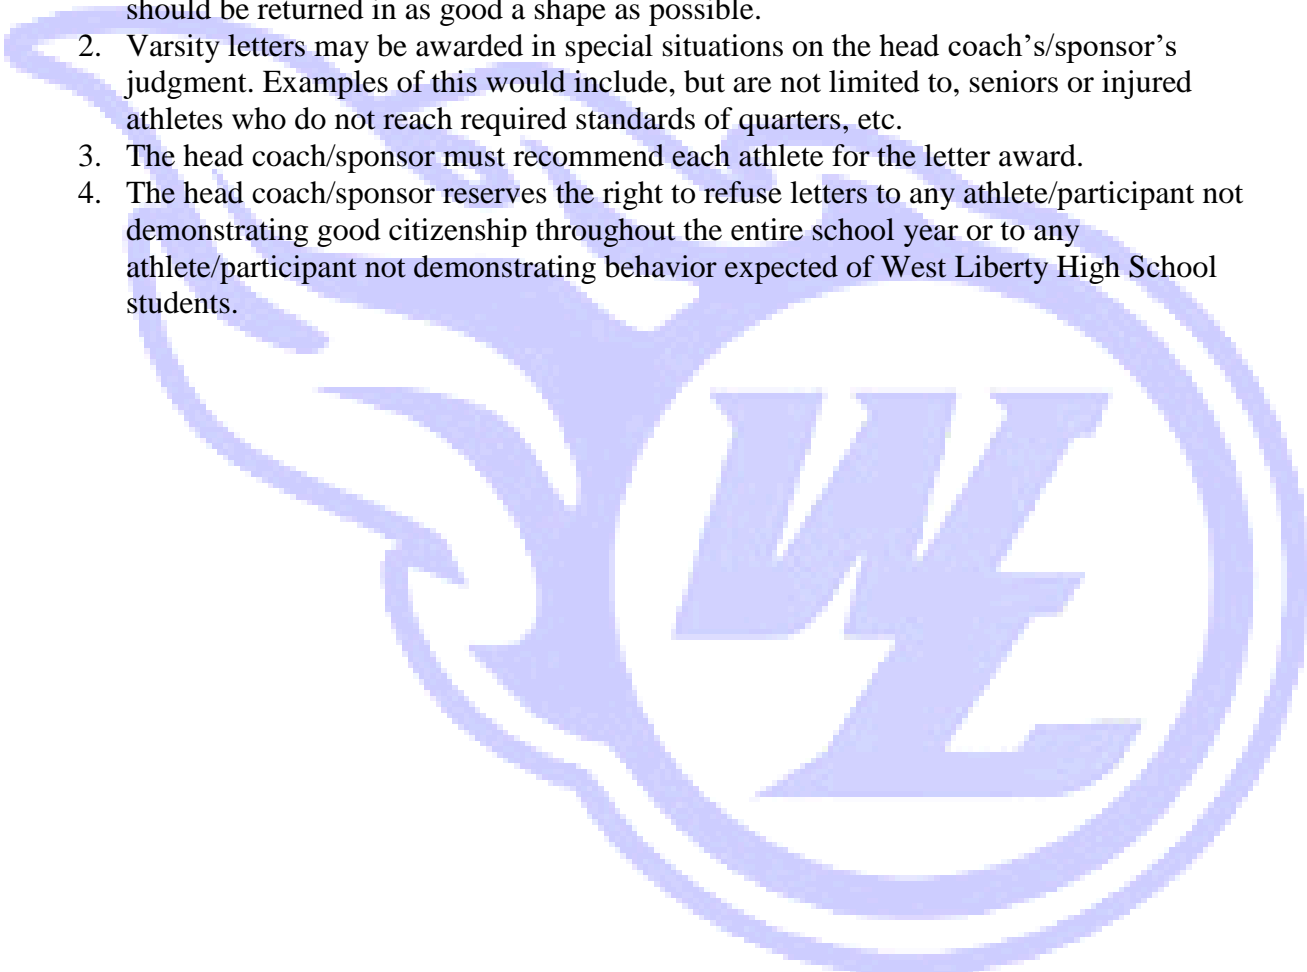 should be returned in as good a shape as possible.
2. Varsity letters may be awarded in special situations on the head coach’s/sponsor’s
judgment. Examples of this would include, but are not limited to, seniors or injured
athletes who do not reach required standards of quarters, etc.
3. The head coach/sponsor must recommend each athlete for the letter award.
4. The head coach/sponsor reserves the right to refuse letters to any athlete/participant not
demonstrating good citizenship throughout the entire school year or to any
athlete/participant not demonstrating behavior expected of West Liberty High School
students.
WL